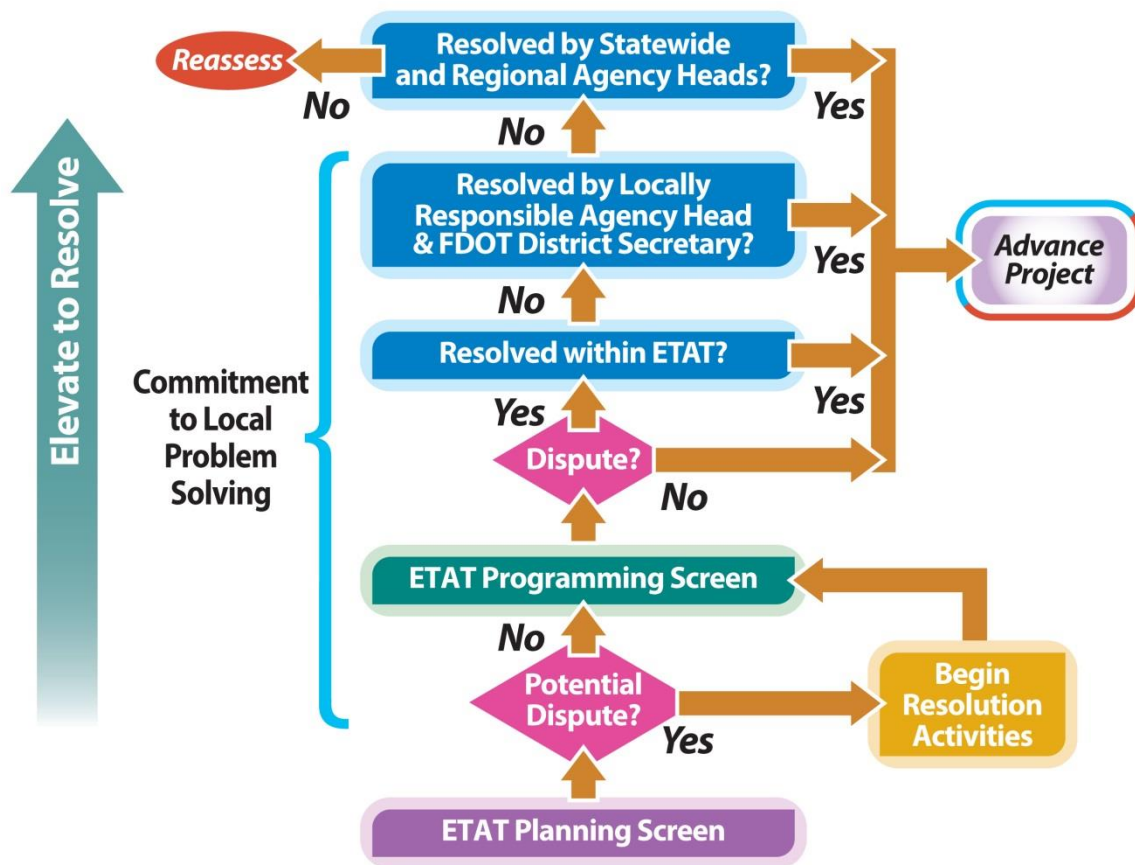 Reassess
No
Resolved by Statewide
and Regional Agency Heads?
Yes
No
Resolved by Locally
Responsible Agency Head
& FDOT District Secretary?
Yes
Advance
Project
No
Resolved within ETAT?
Yes
Yes
Dispute?
No
Elevate to Resolve
Commitment
to Local
Problem
Solving
ETAT Programming Screen
No
Potential
Dispute?
Yes
Begin
Resolution
Activities
ETAT Planning Screen